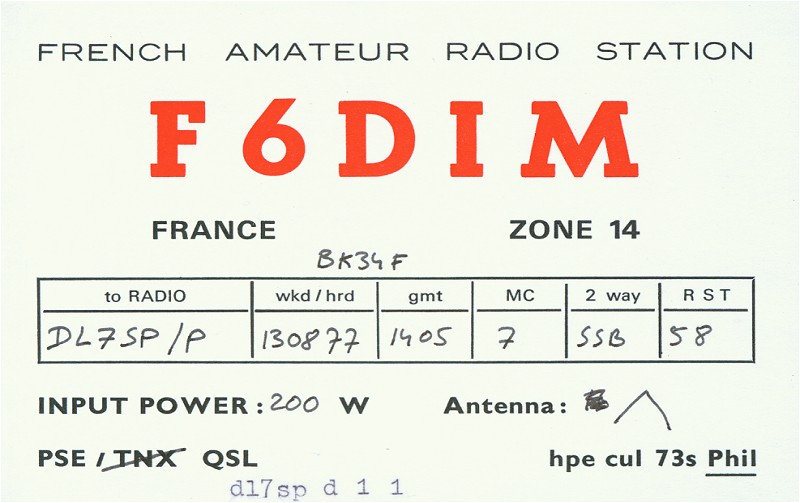 FRENCH AMATEUR RADIO STATION
F6DIM
FRANCE ZONE 14
BK34F
to RADIO wkd/hrd gmt MC 2 way RST
DL7SP/P 130877 1405 7 SSB 58
INPUT POWER: 200 W Antenna:
PSE / TNX QSL hpe cul 73s Phil
dl7sp d 1 1